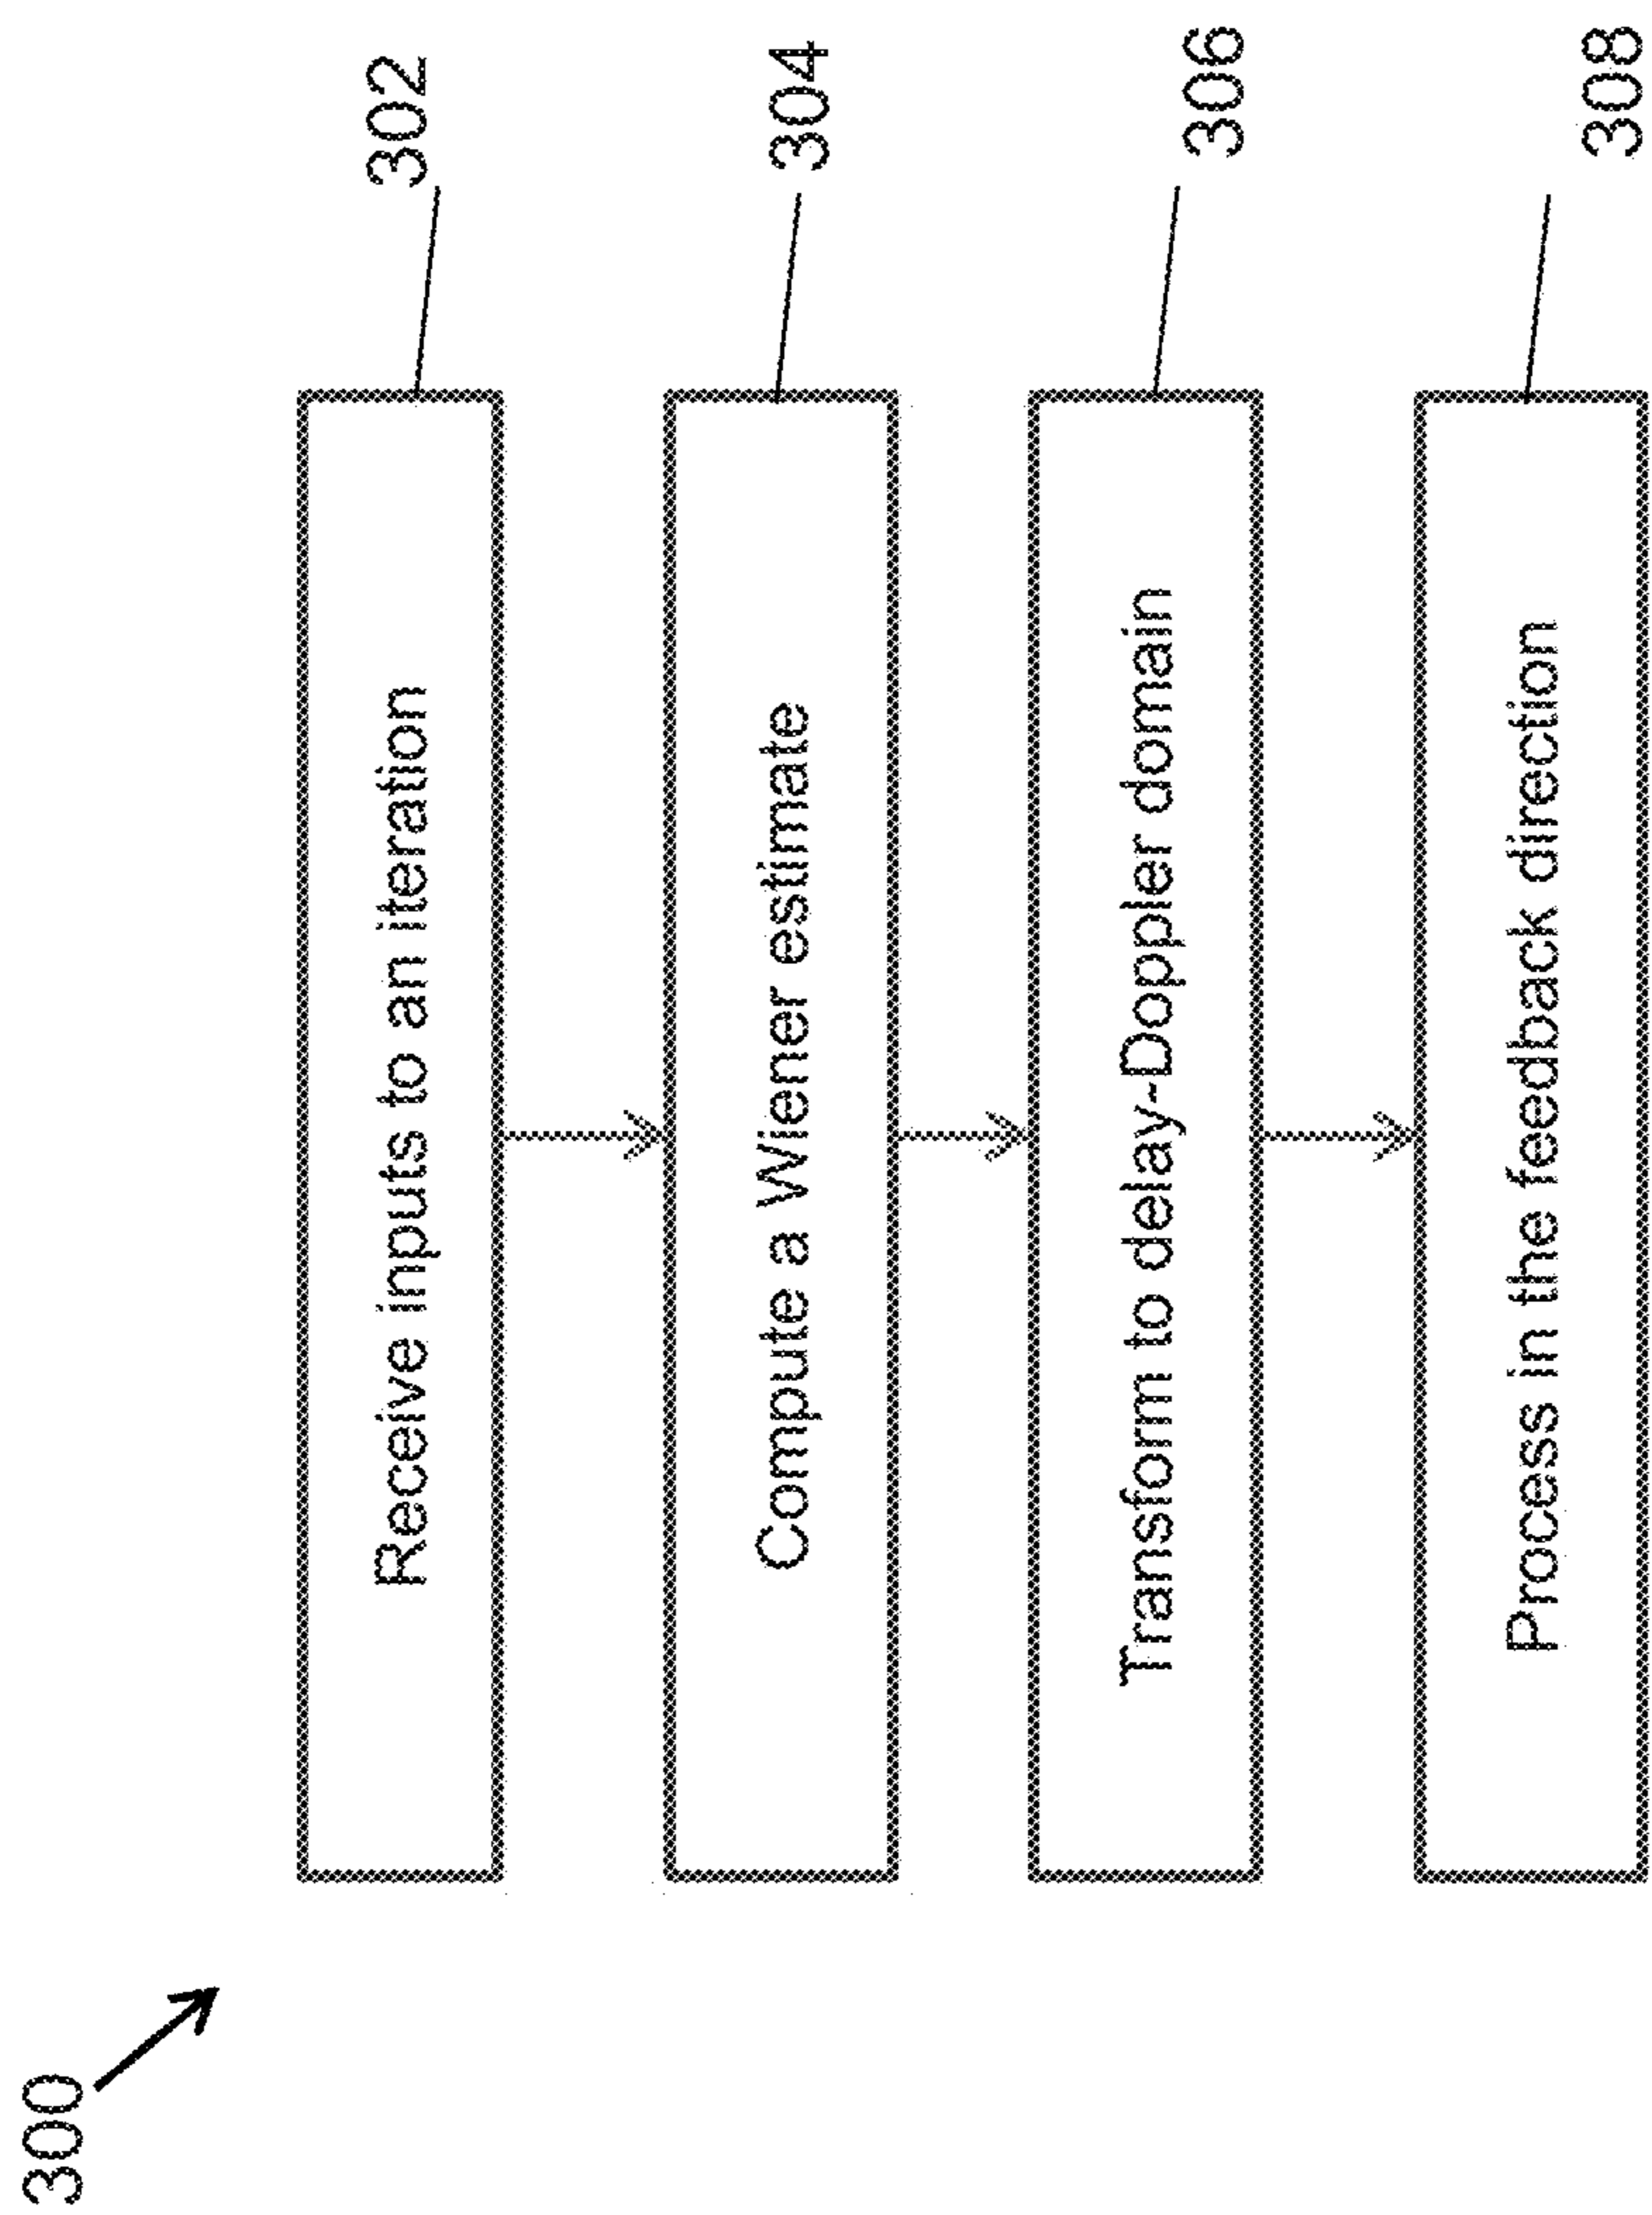 300
Receive inputs to an iteration
302
Compute a Wiener estimate
304
Transform to delay-Doppler domain
306
Process in the feedback direction
308